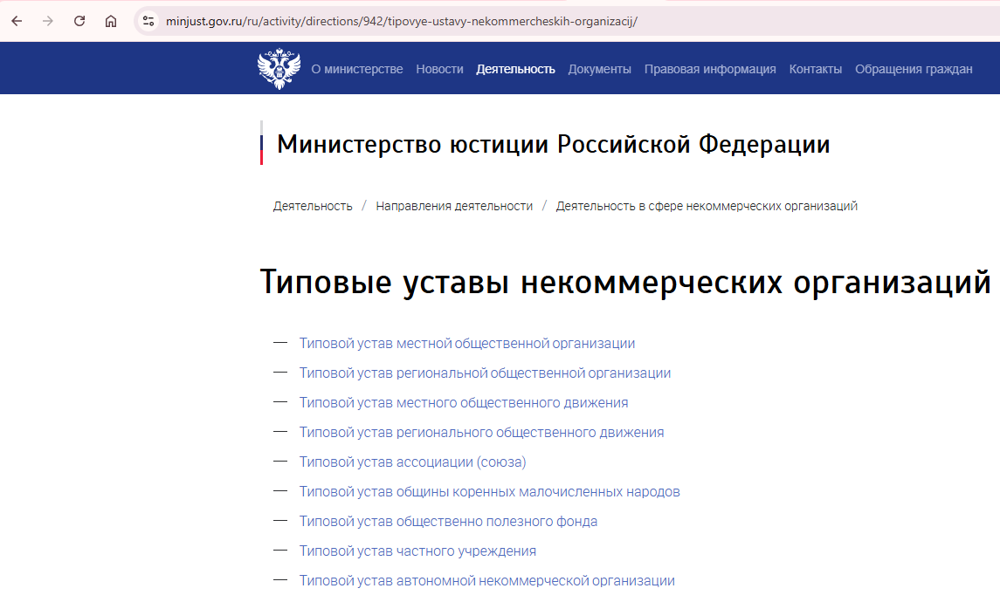 minjust.gov.ru/ru/activity/directions/942/tipovye-ustavy-nekommercheskih-organizacij/
О министерстве Новости Деятельность Документы Правовая информация Контакты Обращения граждан
Министерство юстиции Российской Федерации
Деятельность / Направления деятельности / Деятельность в сфере некоммерческих организаций
Типовые уставы некоммерческих организаций
— Типовой устав местной общественной организации
— Типовой устав региональной общественной организации
— Типовой устав местного общественного движения
— Типовой устав регионального общественного движения
— Типовой устав ассоциации (союза)
— Типовой устав общины коренных малочисленных народов
— Типовой устав общественно полезного фонда
— Типовой устав частного учреждения
— Типовой устав автономной некоммерческой организации